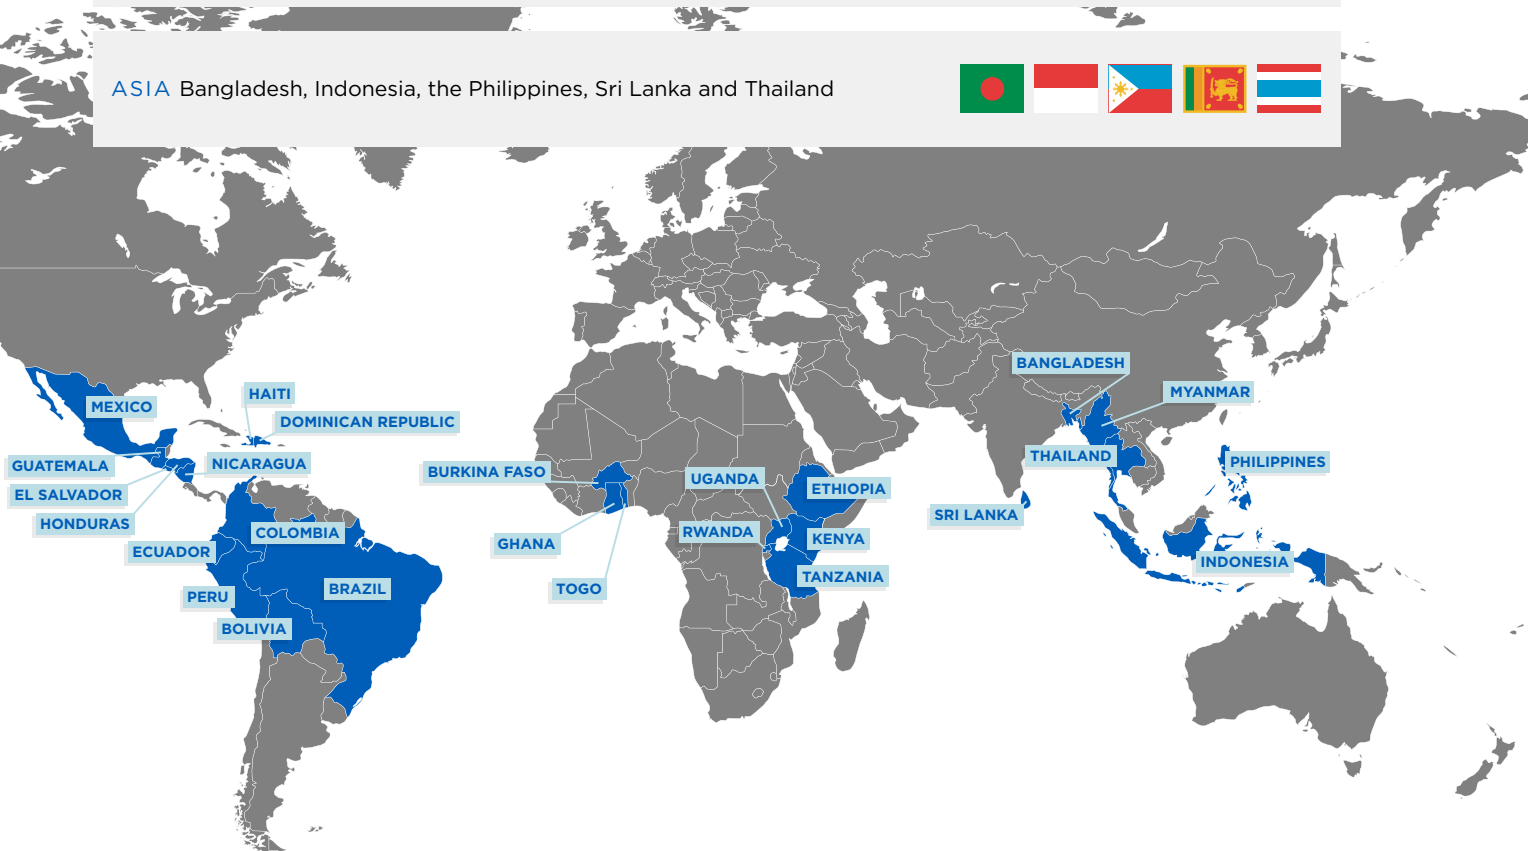 ASIA Bangladesh, Indonesia, the Philippines, Sri Lanka and Thailand
BANGLADESH
MYANMAR
HAITI
MEXICO
DOMINICAN REPUBLIC
THAILAND
PHILIPPINES
GUATEMALA
NICARAGUA
BURKINA FASO
UGANDA
ETHIOPIA
EL SALVADOR
SRI LANKA
HONDURAS
COLOMBIA
RWANDA
KENYA
GHANA
ECUADOR
INDONESIA
TANZANIA
BRAZIL
TOGO
PERU
BOLIVIA